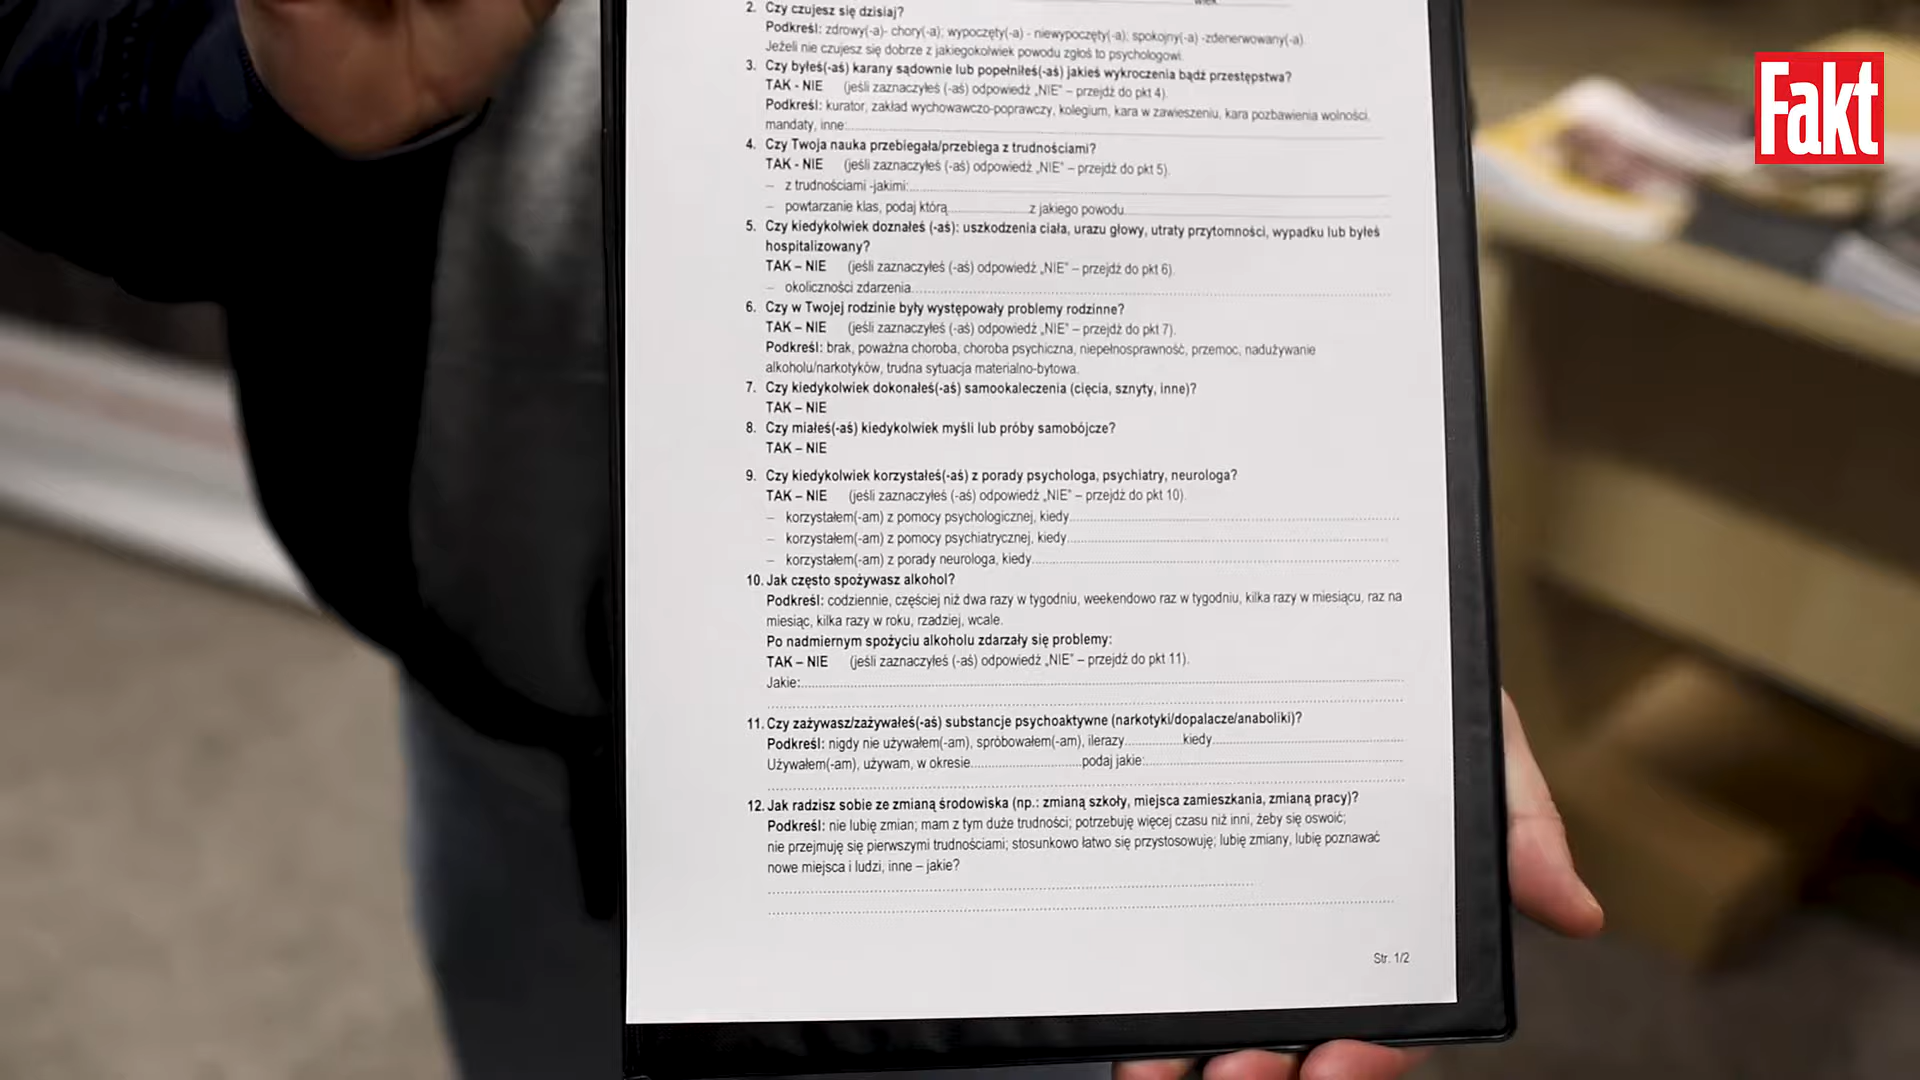 2. Czy czujesz się dzisiaj?
Podkreśl: zdrowy(-a)- chory(-a); wypoczęty(-a) - niewypoczęty(-a); spokojny(-a) -zdenerwowany(-a).
Jeżeli nie czujesz się dobrze z jakiegokolwiek powodu zgłoś to psychologowi.
3. Czy byłeś(-aś) karany sądownie lub popełniłeś(-aś) jakieś wykroczenia bądź przestępstwa?
TAK - NIE (jeśli zaznaczyłeś (-aś) odpowiedź „NIE" – przejdź do pkt 4).
Podkreśl: kurator, zakład wychowawczo-poprawczy, kolegium, kara w zawieszeniu, kara pozbawienia wolności,
mandaty, inne:
4. Czy Twoja nauka przebiegała/przebiega z trudnościami?
TAK - NIE (jeśli zaznaczyłeś (-aś) odpowiedź „NIE" – przejdź do pkt 5).
– z trudnościami -jakimi:
– powtarzanie klas, podaj którą z jakiego powodu
5. Czy kiedykolwiek doznałeś (-aś): uszkodzenia ciała, urazu głowy, utraty przytomności, wypadku lub byłeś
hospitalizowany?
TAK – NIE (jeśli zaznaczyłeś (-aś) odpowiedź „NIE" – przejdź do pkt 6).
– okoliczności zdarzenia
6. Czy w Twojej rodzinie były występowały problemy rodzinne?
TAK – NIE (jeśli zaznaczyłeś (-aś) odpowiedź „NIE" – przejdź do pkt 7).
Podkreśl: brak, poważna choroba, choroba psychiczna, niepełnosprawność, przemoc, nadużywanie
alkoholu/narkotyków, trudna sytuacja materialno-bytowa.
7. Czy kiedykolwiek dokonałeś(-aś) samookaleczenia (cięcia, sznyty, inne)?
TAK – NIE
8. Czy miałeś(-aś) kiedykolwiek myśli lub próby samobójcze?
TAK – NIE
9. Czy kiedykolwiek korzystałeś(-aś) z porady psychologa, psychiatry, neurologa?
TAK – NIE (jeśli zaznaczyłeś (-aś) odpowiedź „NIE" – przejdź do pkt 10).
– korzystałem(-am) z pomocy psychologicznej, kiedy
– korzystałem(-am) z pomocy psychiatrycznej, kiedy
– korzystałem(-am) z porady neurologa, kiedy
10. Jak często spożywasz alkohol?
Podkreśl: codziennie, częściej niż dwa razy w tygodniu, weekendowo raz w tygodniu, kilka razy w miesiącu, raz na
miesiąc, kilka razy w roku, rzadziej, wcale.
Po nadmiernym spożyciu alkoholu zdarzały się problemy:
TAK – NIE (jeśli zaznaczyłeś (-aś) odpowiedź „NIE" – przejdź do pkt 11).
Jakie:
11. Czy zażywasz/zażywałeś(-aś) substancje psychoaktywne (narkotyki/dopalacze/anaboliki)?
Podkreśl: nigdy nie używałem(-am), spróbowałem(-am), ilerazy kiedy
Używałem(-am), używam, w okresie podaj jakie:
12. Jak radzisz sobie ze zmianą środowiska (np.: zmianą szkoły, miejsca zamieszkania, zmianą pracy)?
Podkreśl: nie lubię zmian; mam z tym duże trudności; potrzebuję więcej czasu niż inni, żeby się oswoić;
nie przejmuję się pierwszymi trudnościami; stosunkowo łatwo się przystosowuję; lubię zmiany, lubię poznawać
nowe miejsca i ludzi, inne – jakie?
Str. 1/2
Fakt